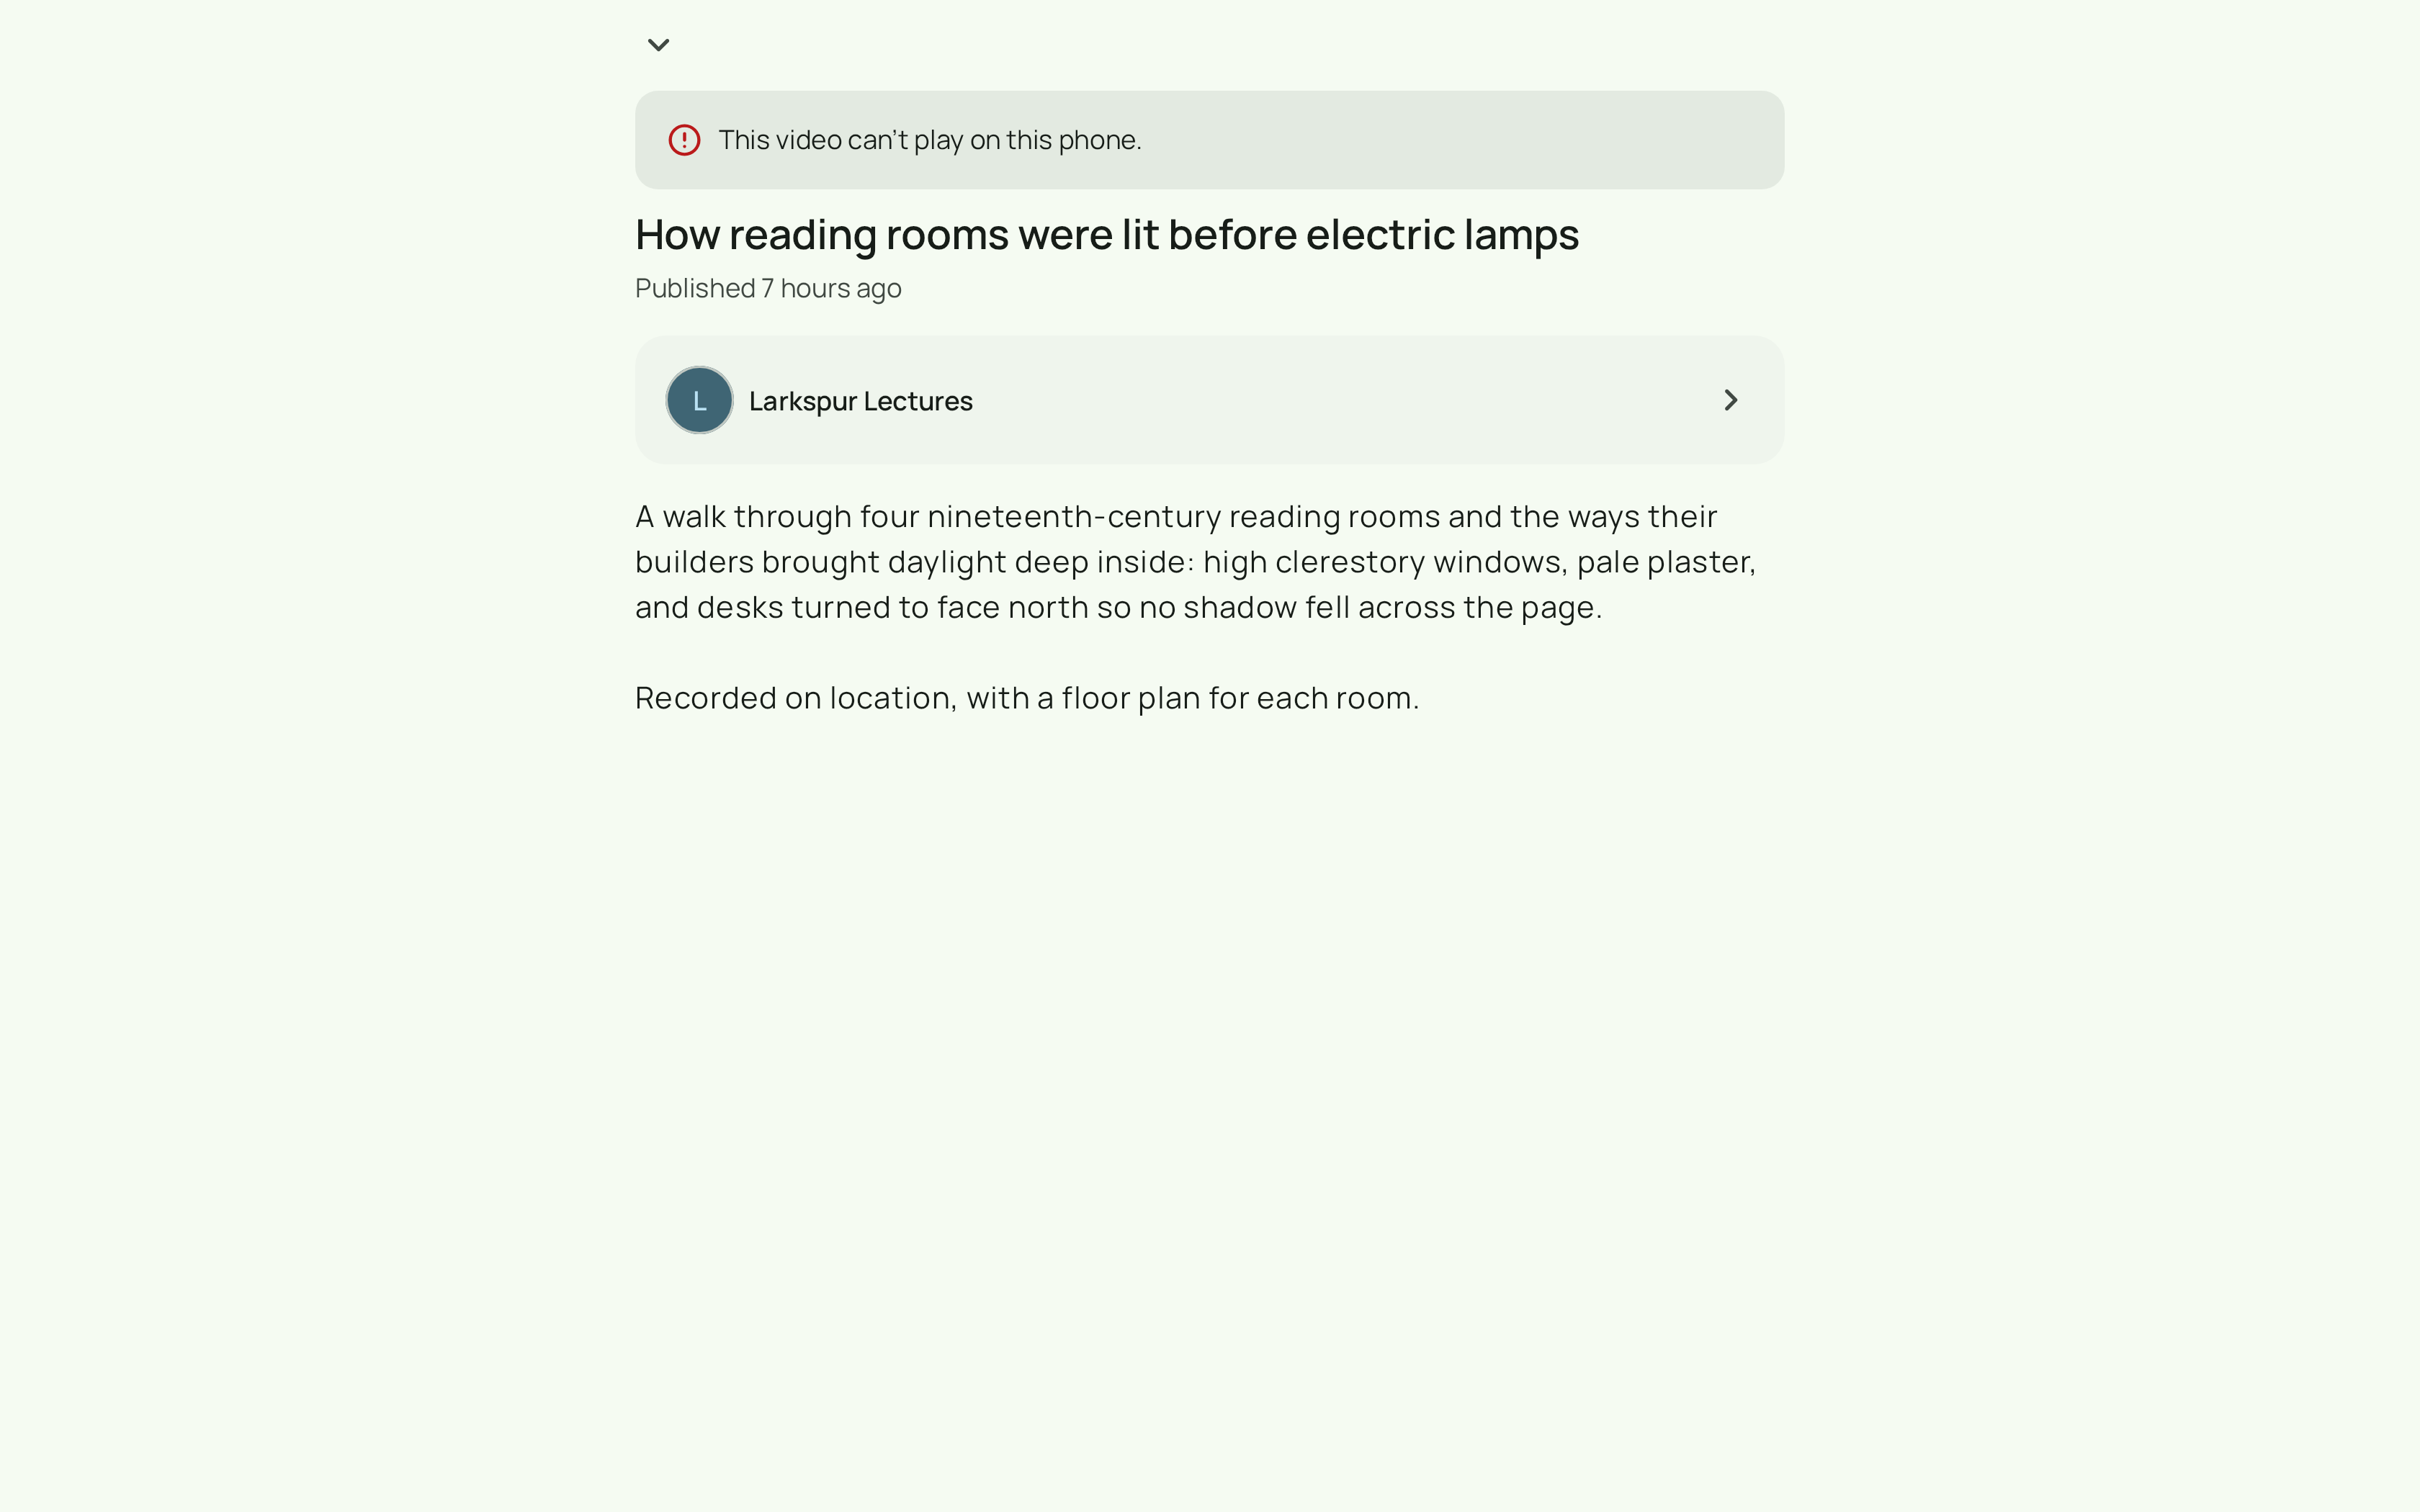 This video can’t play on this phone.
How reading rooms were lit before electric lamps
Published 7 hours ago
L
Larkspur Lectures
A walk through four nineteenth-century reading rooms and the ways their
builders brought daylight deep inside: high clerestory windows, pale plaster,
and desks turned to face north so no shadow fell across the page.
Recorded on location, with a floor plan for each room.